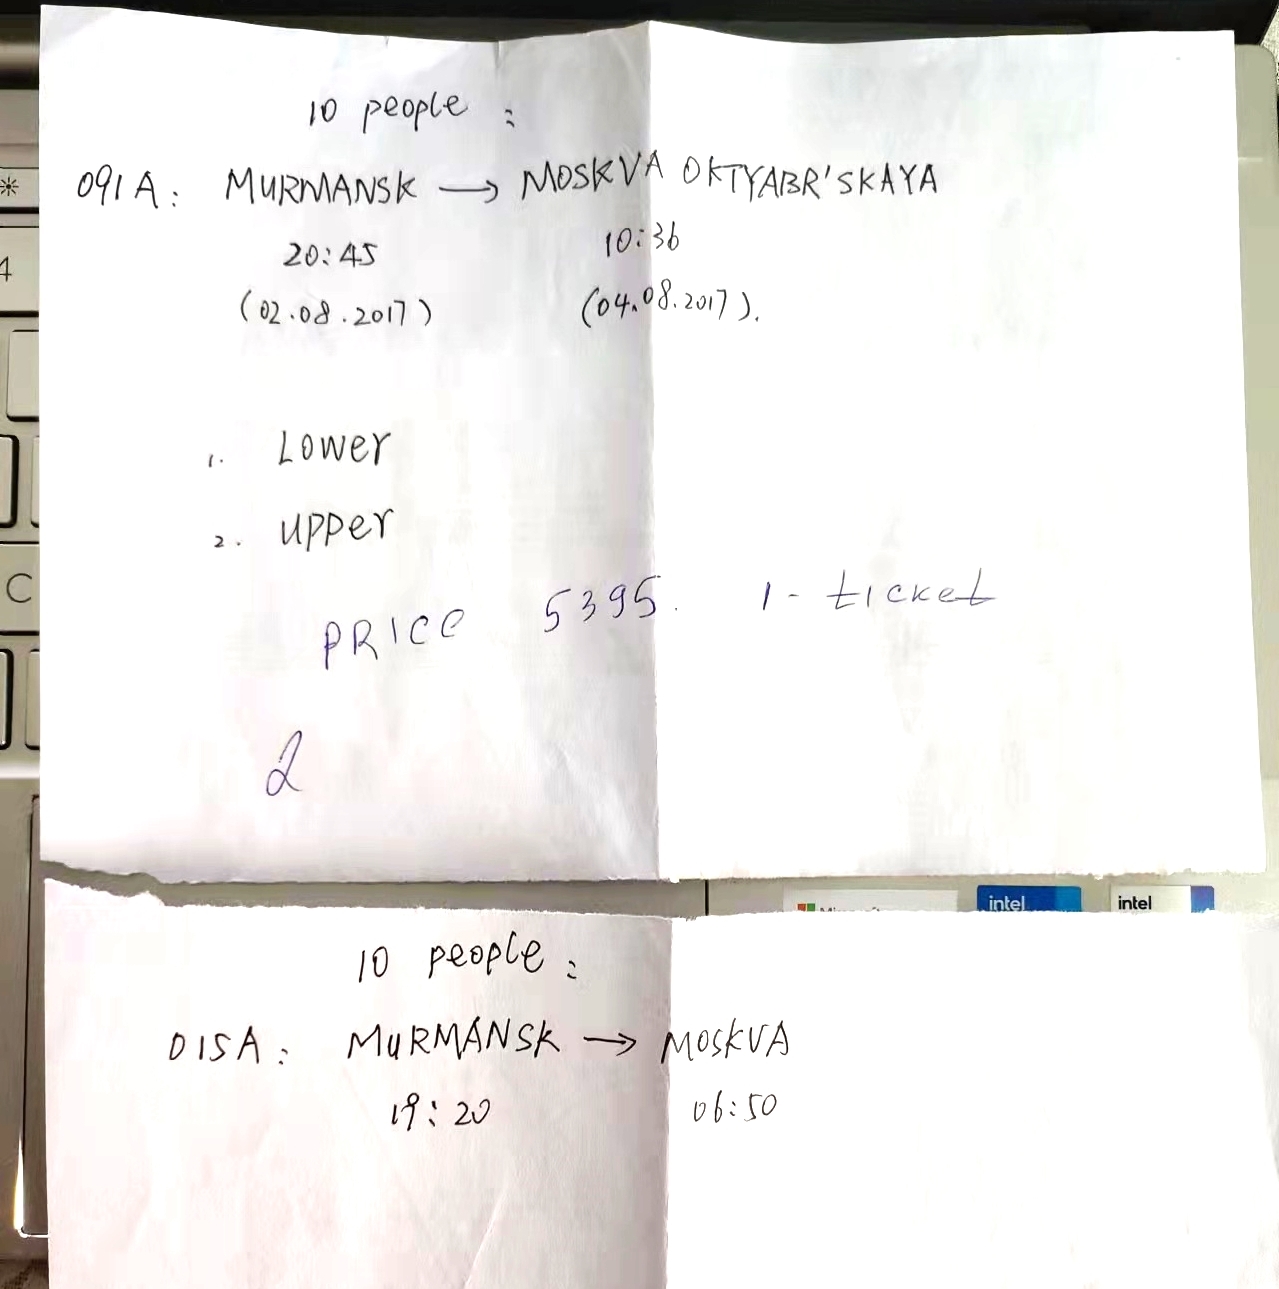 10 people :
091A: MURMANSK → MOSKVA OKTYABR'SKAYA
20:45 10:36
(02.08.2017) (04.08.2017).
1. Lower
2. upper
PRICE 5395. 1- ticket
2
intel intel
10 people :
015A: MURMANSK → MOSKVA
19:20 06:50
4
C